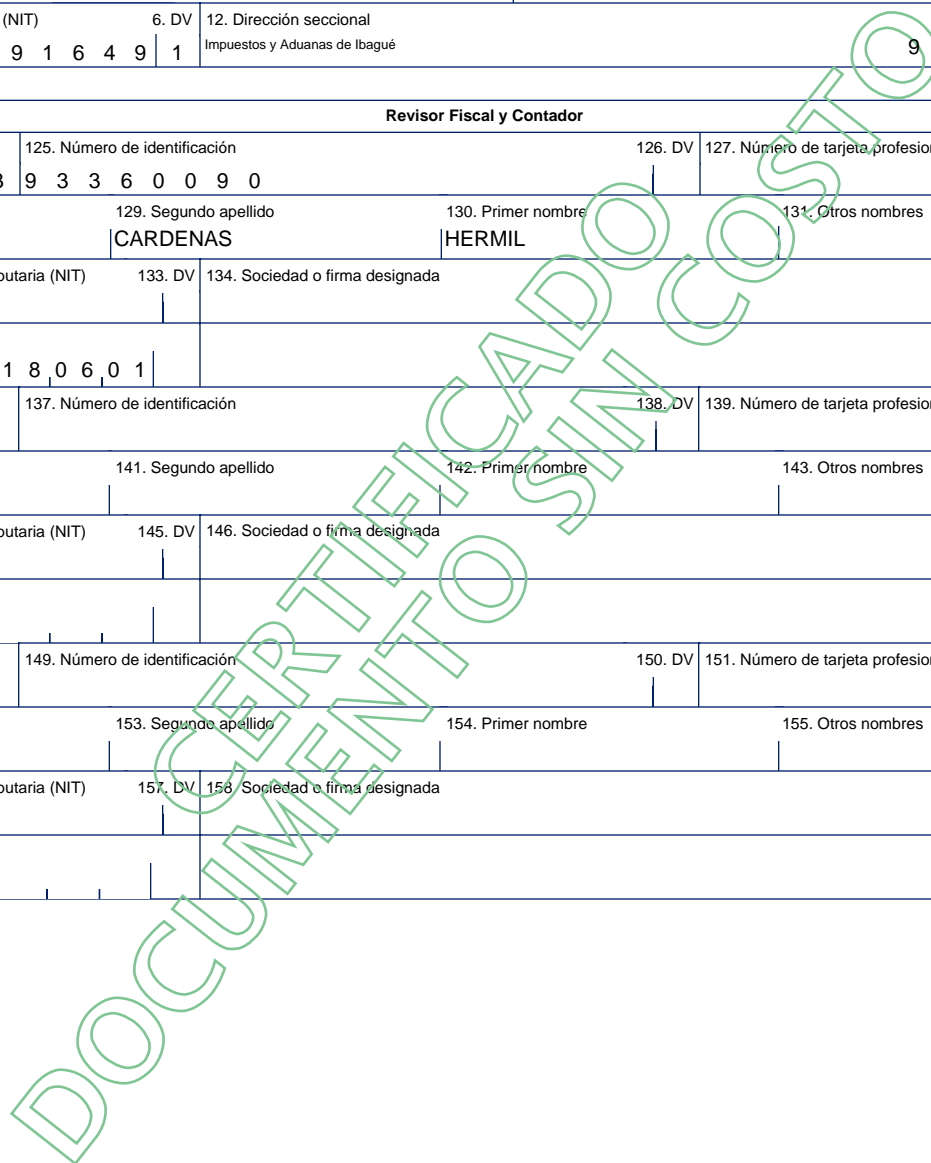 (NIT) 6. DV 12. Dirección seccional
9 1 6 4 9 1 Impuestos y Aduanas de Ibagué 9
Revisor Fiscal y Contador
125. Número de identificación 126. DV 127. Número de tarjeta profesion
9 3 3 6 0 0 9 0
129. Segundo apellido 130. Primer nombre 131. Otros nombres
CARDENAS HERMIL
butaria (NIT) 133. DV 134. Sociedad o firma designada
1 8 0 6 0 1
137. Número de identificación 138. DV 139. Número de tarjeta profesion
141. Segundo apellido 142. Primer nombre 143. Otros nombres
butaria (NIT) 145. DV 146. Sociedad o firma designada
149. Número de identificación 150. DV 151. Número de tarjeta profesion
153. Segundo apellido 154. Primer nombre 155. Otros nombres
butaria (NIT) 157. DV 158. Sociedad o firma designada
CERTIFICADO
DOCUMENTO SIN COSTO